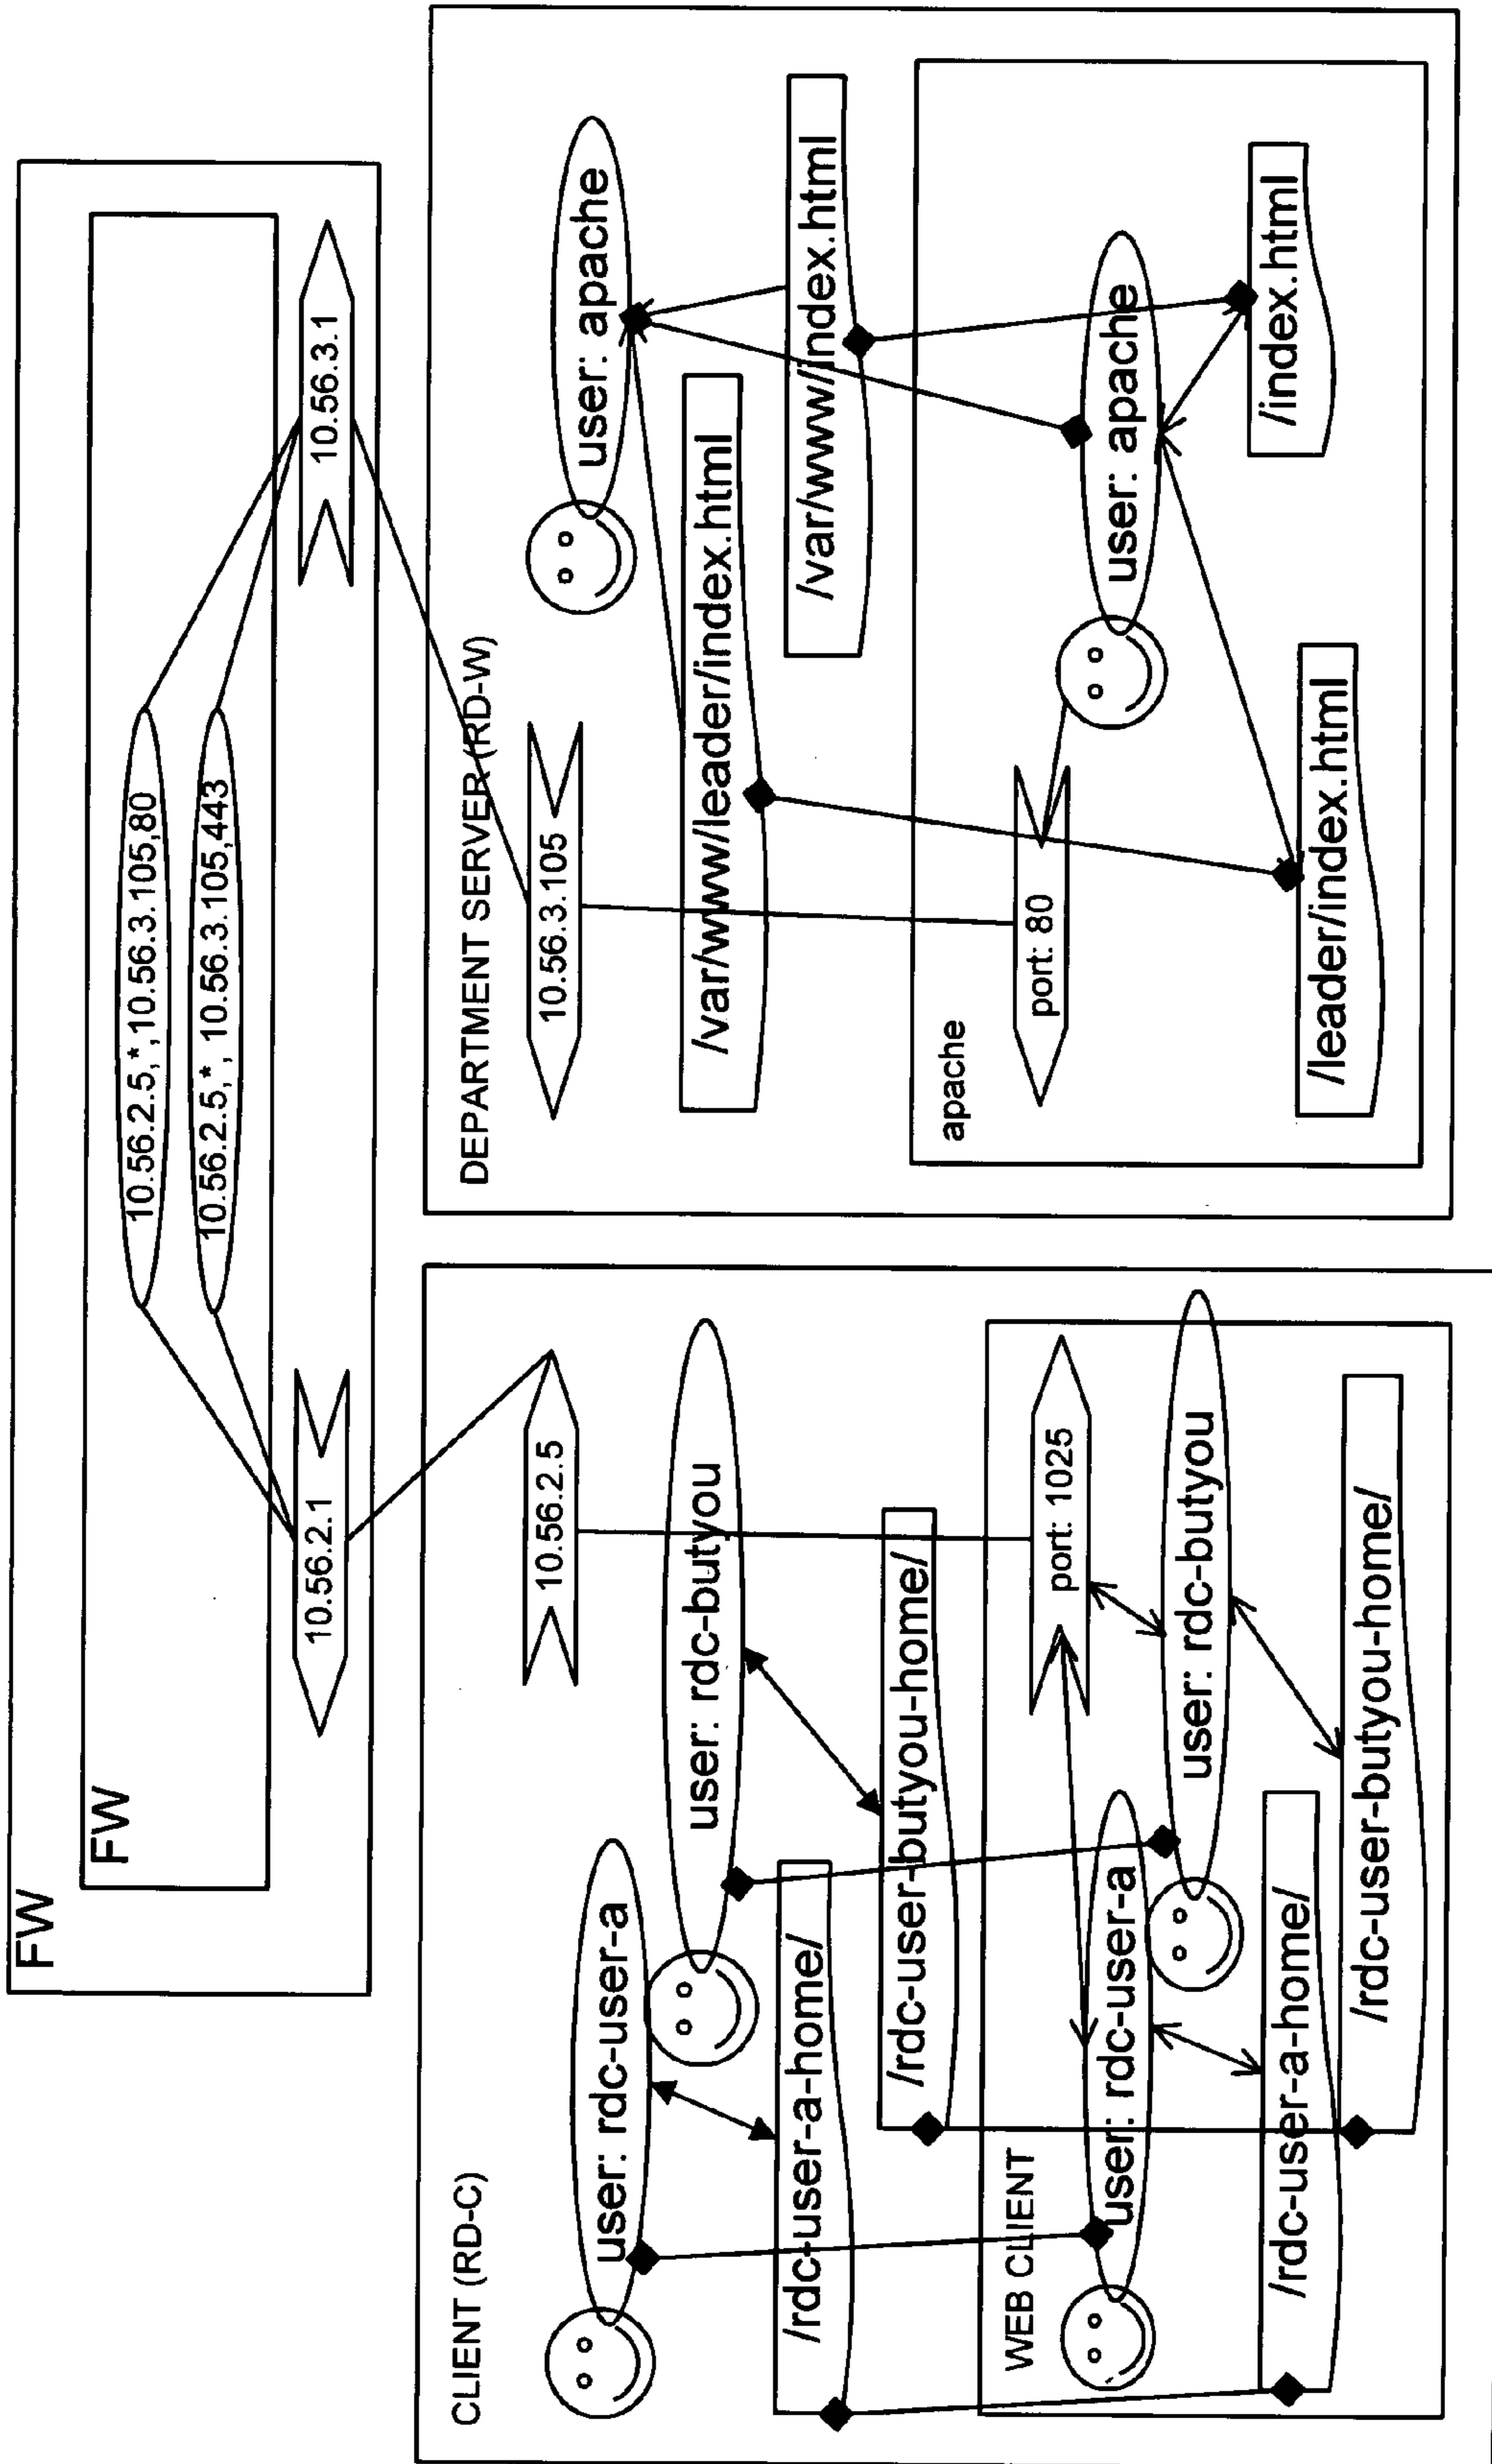 FW
FW
10.56.2.5,*,10.56.3.105,80
10.56.2.5,*, 10.56.3.105,443
10.56.2.1
10.56.3.1
CLIENT (RD-C)
10.56.2.5
user: rdc-user-a
user: rdc-butyou
/rdc-user-a-home/
/rdc-user-butyou-home/
WEB CLIENT
port: 1025
user: rdc-user-a
user: rdc-butyou
/rdc-user-a-home/
/rdc-user-butyou-home/
DEPARTMENT SERVER (RD-W)
10.56.3.105
user: apache
/var/www/leader/index.html
/var/www/index.html
apache
port: 80
user: apache
/leader/index.html
/index.html